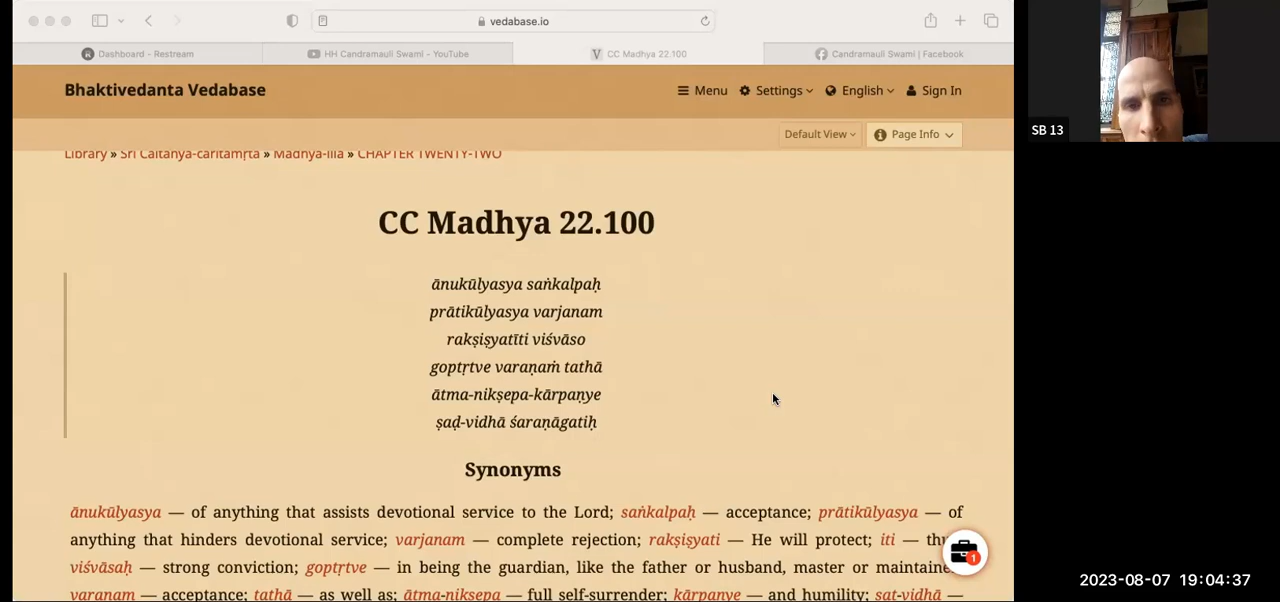 vedabase.io
Dashboard - Restream
HH Candramauli Swami - YouTube
V CC Madhya 22.100
Candramauli Swami | Facebook
Bhaktivedanta Vedabase
Menu Settings English Sign In
Default View Page Info
Library » Śrī Caitanya-caritāmṛta » Madhya-līlā » CHAPTER TWENTY-TWO
CC Madhya 22.100
ānukūlyasya saṅkalpaḥ
prātikūlyasya varjanam
rakṣiṣyatīti viśvāso
goptṛtve varaṇaṁ tathā
ātma-nikṣepa-kārpaṇye
ṣaḍ-vidhā śaraṇāgatiḥ
Synonyms
ānukūlyasya — of anything that assists devotional service to the Lord; saṅkalpaḥ — acceptance; prātikūlyasya — of
anything that hinders devotional service; varjanam — complete rejection; rakṣiṣyati — He will protect; iti —
viśvāsaḥ — strong conviction; goptṛtve — in being the guardian, like the father or husband, master or
varaṇam — acceptance; tathā — as well as; ātma-nikṣepa — full self-surrender; kārpaṇye — and humility; ṣaṭ-vidhā —
1
SB 13
2023-08-07 19:04:37